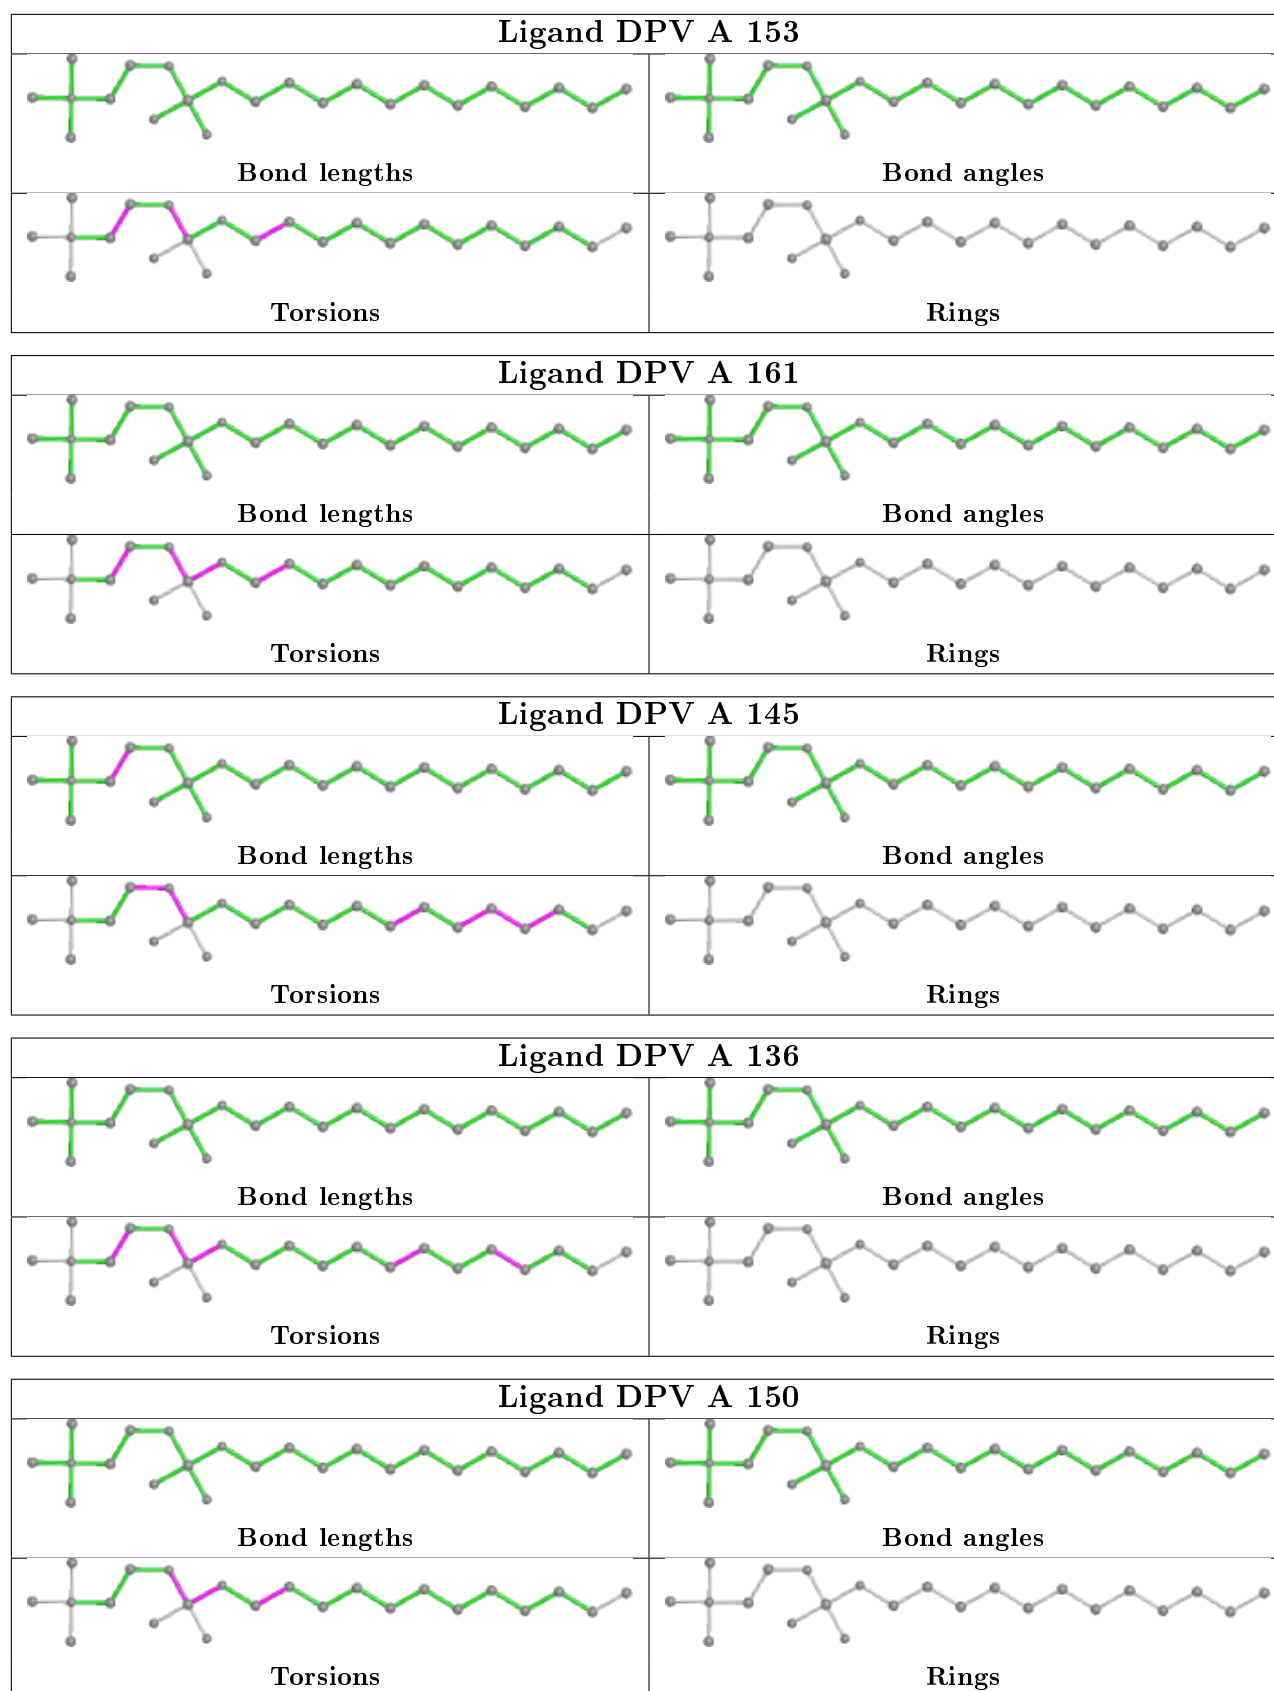 Ligand DPV A 153
Bond lengths
Bond angles
Torsions
Rings
Ligand DPV A 161
Bond lengths
Bond angles
Torsions
Rings
Ligand DPV A 145
Bond lengths
Bond angles
Torsions
Rings
Ligand DPV A 136
Bond lengths
Bond angles
Torsions
Rings
Ligand DPV A 150
Bond lengths
Bond angles
Torsions
Rings